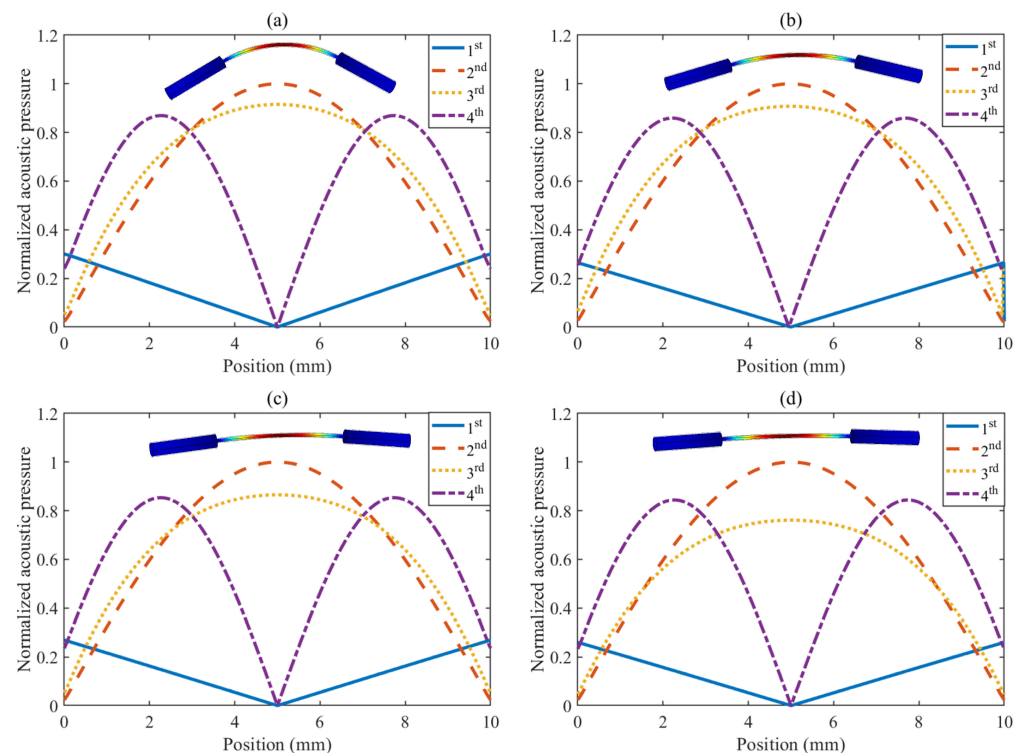 (a)
1.2
1
0.8
0.6
0.4
0.2
0
Normalized acoustic pressure
0 2 4 6 8 10
Position (mm)
1st
2nd
3rd
4th
(b)
1.2
1
0.8
0.6
0.4
0.2
0
Normalized acoustic pressure
0 2 4 6 8 10
Position (mm)
1st
2nd
3rd
4th
(c)
1.2
1
0.8
0.6
0.4
0.2
0
Normalized acoustic pressure
0 2 4 6 8 10
Position (mm)
1st
2nd
3rd
4th
(d)
1.2
1
0.8
0.6
0.4
0.2
0
Normalized acoustic pressure
0 2 4 6 8 10
Position (mm)
1st
2nd
3rd
4th